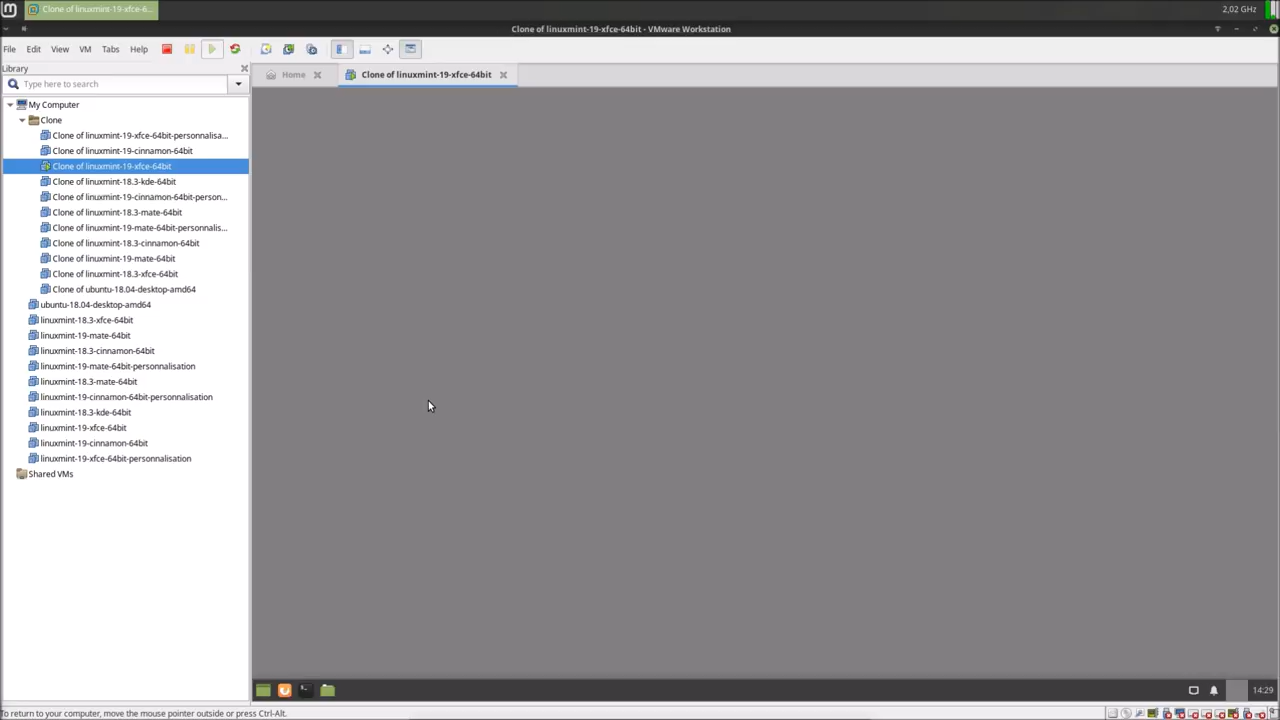 Clone of linuxmint-19-xfce-6...
2,02 GHz
Clone of linuxmint-19-xfce-64bit - VMware Workstation
File Edit View VM Tabs Help
Library
Type here to search
Home
Clone of linuxmint-19-xfce-64bit
My Computer
Clone
Clone of linuxmint-19-xfce-64bit-personnalisa...
Clone of linuxmint-19-cinnamon-64bit
Clone of linuxmint-19-xfce-64bit
Clone of linuxmint-18.3-kde-64bit
Clone of linuxmint-19-cinnamon-64bit-person...
Clone of linuxmint-18.3-mate-64bit
Clone of linuxmint-19-mate-64bit-personnalis...
Clone of linuxmint-18.3-cinnamon-64bit
Clone of linuxmint-19-mate-64bit
Clone of linuxmint-18.3-xfce-64bit
Clone of ubuntu-18.04-desktop-amd64
ubuntu-18.04-desktop-amd64
linuxmint-18.3-xfce-64bit
linuxmint-19-mate-64bit
linuxmint-18.3-cinnamon-64bit
linuxmint-19-mate-64bit-personnalisation
linuxmint-18.3-mate-64bit
linuxmint-19-cinnamon-64bit-personnalisation
linuxmint-18.3-kde-64bit
linuxmint-19-xfce-64bit
linuxmint-19-cinnamon-64bit
linuxmint-19-xfce-64bit-personnalisation
Shared VMs
14:29
To return to your computer, move the mouse pointer outside or press Ctrl-Alt.